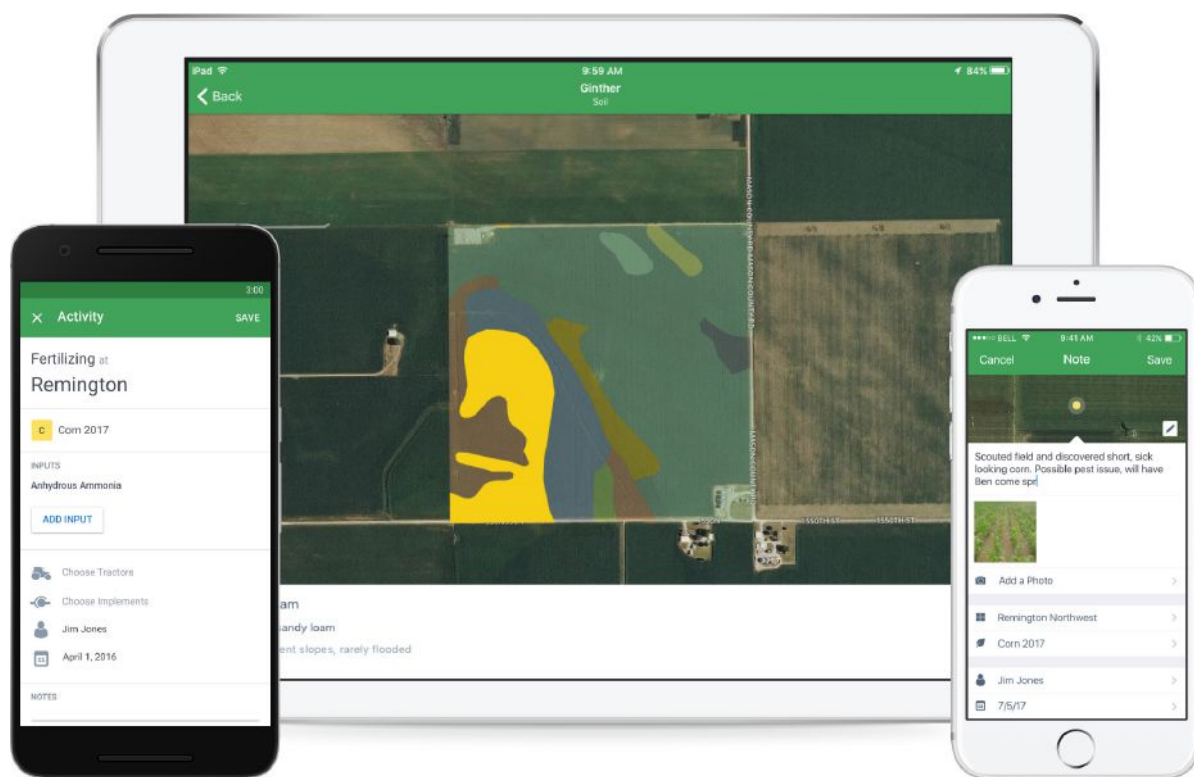 iPad
9:59 AM
84%
Back
Ginther
Soil
MASON COUNTY RD
1550TH ST
1550TH ST
am
sandy loam
ent slopes, rarely flooded
3:00
Activity
SAVE
Fertilizing at
Remington
C Corn 2017
INPUTS
Anhydrous Ammonia
ADD INPUT
Choose Tractors
Choose Implements
Jim Jones
April 1, 2016
NOTES
BELL
9:41 AM
42%
Cancel
Note
Save
Scouted field and discovered short, sick
looking corn. Possible pest issue, will have
Ben come spr
Add a Photo
Remington Northwest
Corn 2017
Jim Jones
7/5/17